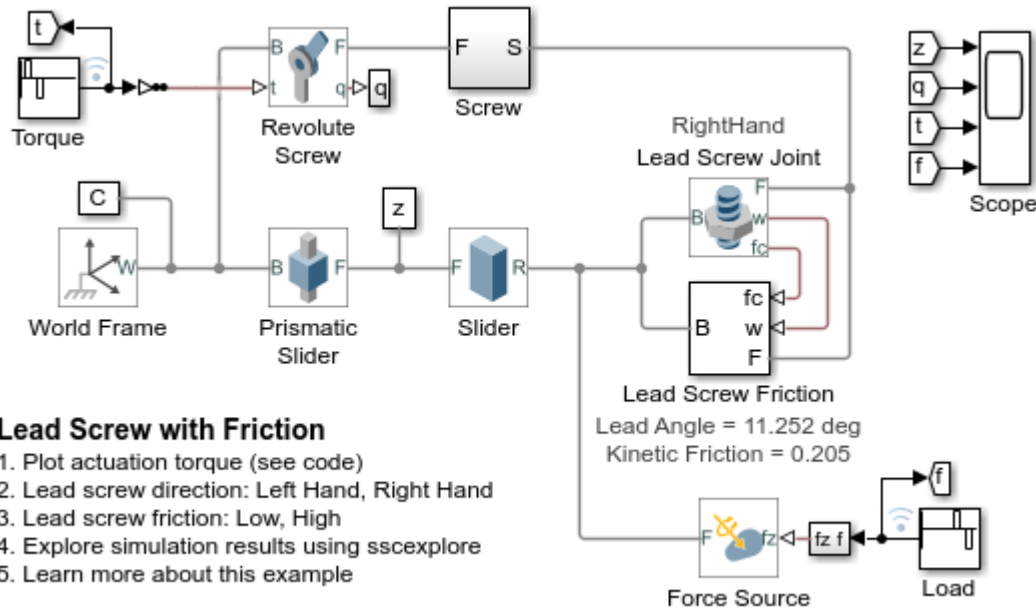 t
Torque
B
F
t
q
q
Revolute
Screw
F
S
Screw
RightHand
Lead Screw Joint
B
F
w
fc
z
q
t
f
Scope
C
W
World Frame
B
F
Prismatic
Slider
z
F
R
Slider
fc
B
w
F
Lead Screw Friction
Lead Angle = 11.252 deg
Kinetic Friction = 0.205
Lead Screw with Friction
1. Plot actuation torque (see code)
2. Lead screw direction: Left Hand, Right Hand
3. Lead screw friction: Low, High
4. Explore simulation results using sscexplore
5. Learn more about this example
F
fz
Force Source
fz f
f
Load